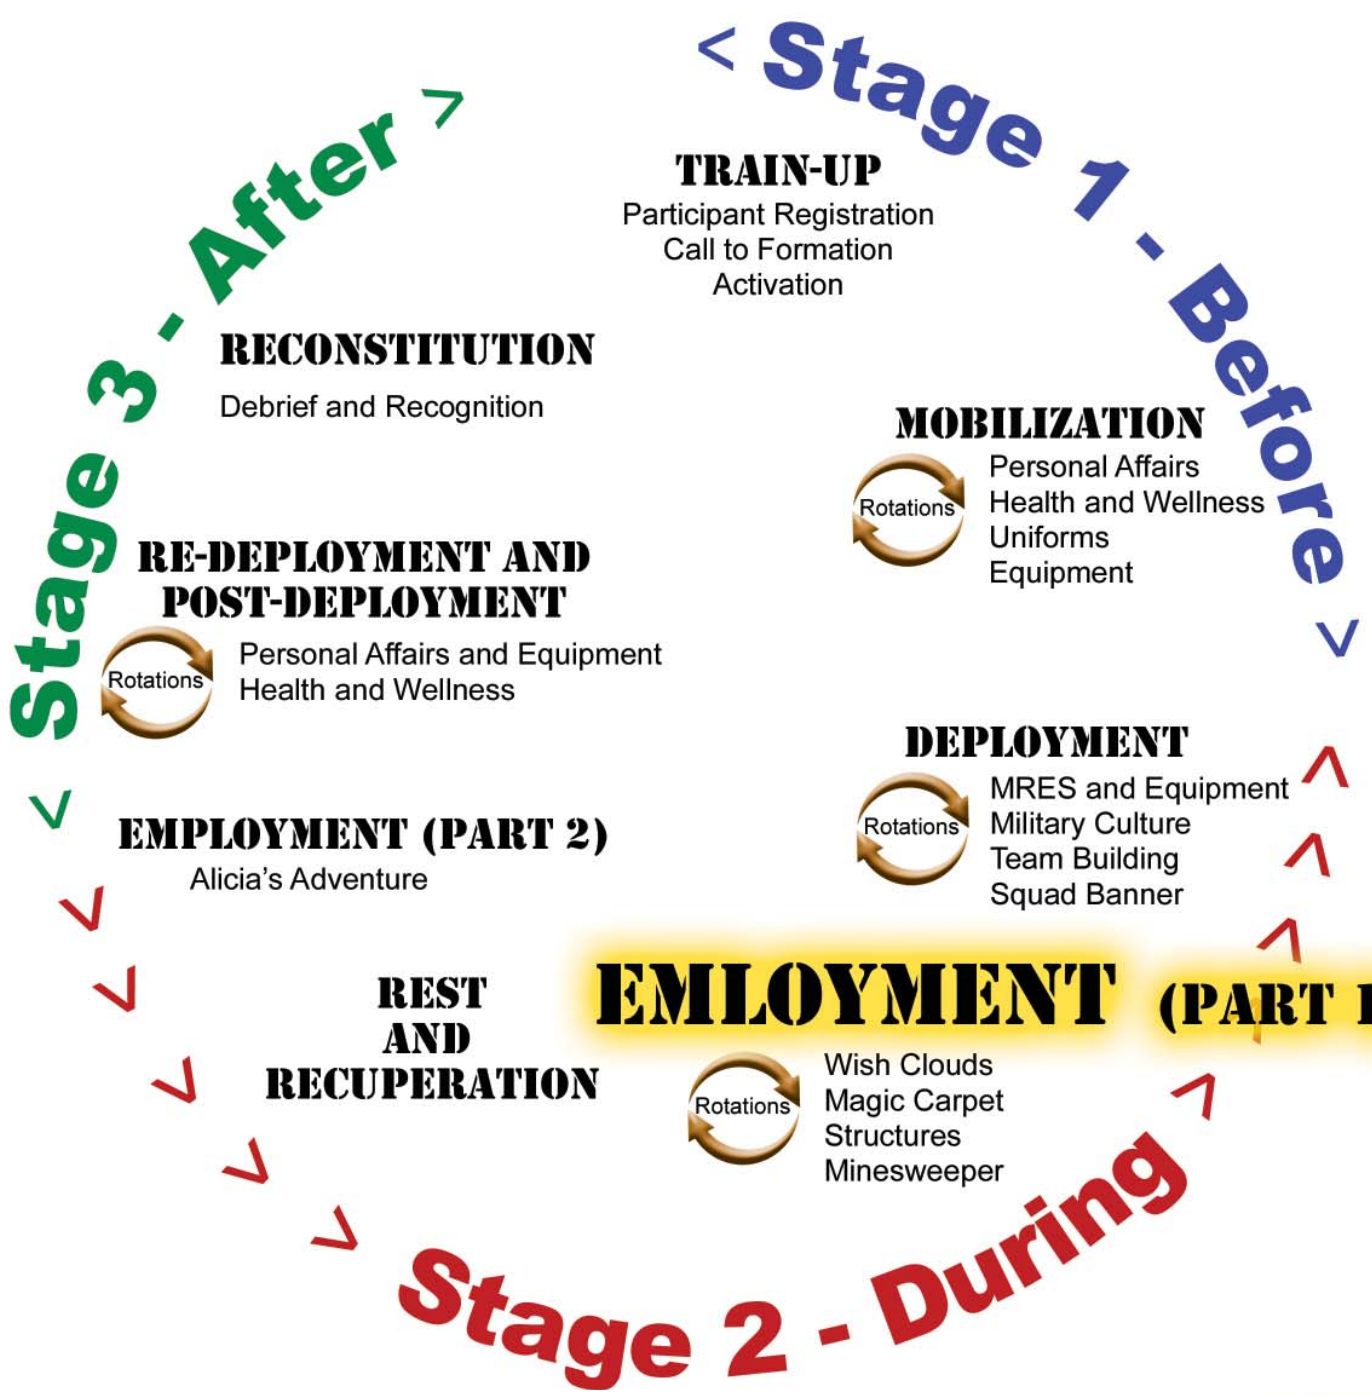 < Stage 1 - Before >
TRAIN-UP
Participant Registration
Call to Formation
Activation
MOBILIZATION
Rotations
Personal Affairs
Health and Wellness
Uniforms
Equipment
DEPLOYMENT
Rotations
MRES and Equipment
Military Culture
Team Building
Squad Banner
EMLOYMENT (PART 1
Rotations
Wish Clouds
Magic Carpet
Structures
Minesweeper
< < < < < Stage 2 - During > > > > >
REST
AND
RECUPERATION
EMPLOYMENT (PART 2)
Alicia’s Adventure
< Stage 3 - After >
RE-DEPLOYMENT AND
POST-DEPLOYMENT
Rotations
Personal Affairs and Equipment
Health and Wellness
RECONSTITUTION
Debrief and Recognition